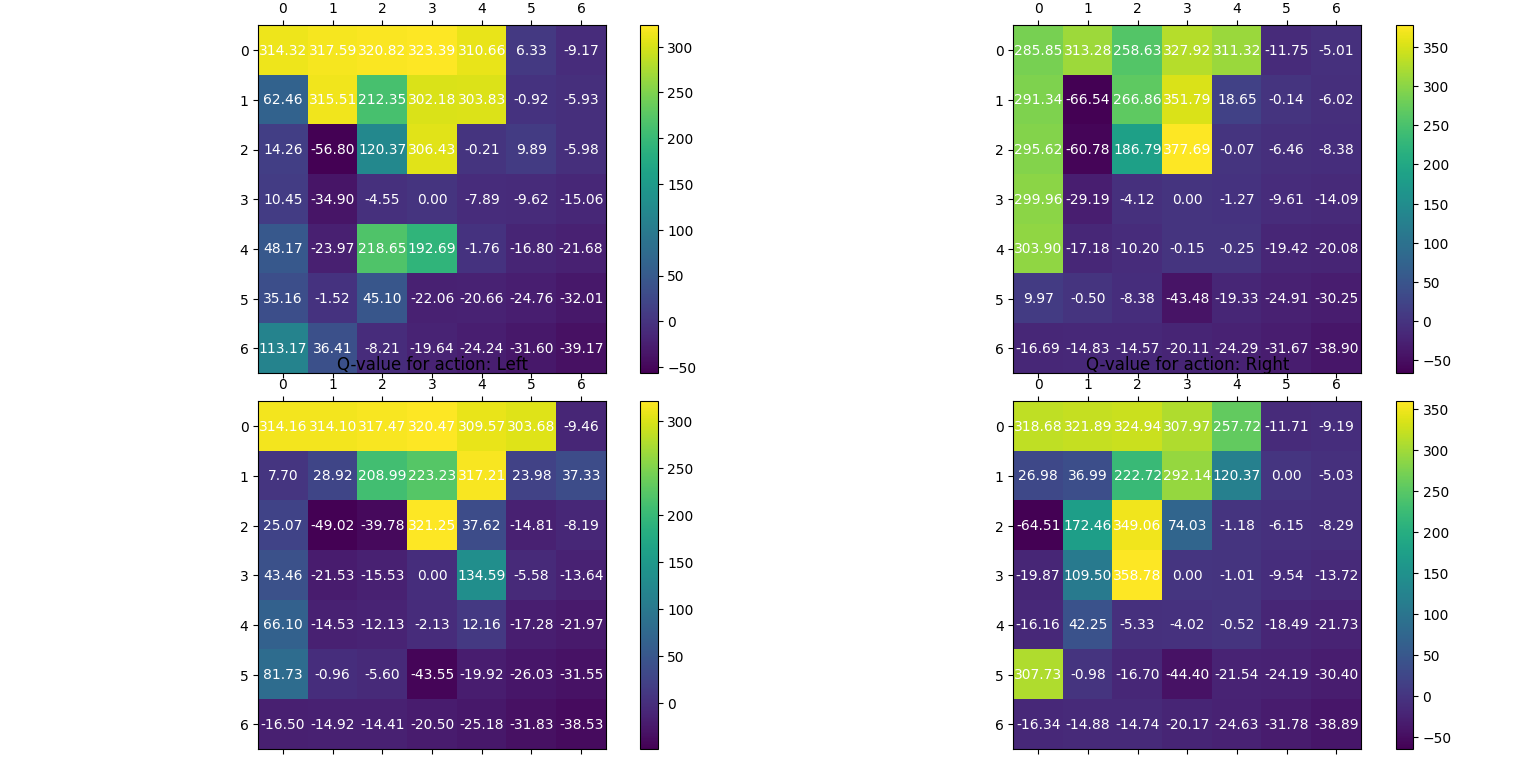 0 1 2 3 4 5 6
0 314.32 317.59 320.82 323.39 310.66 6.33 -9.17
1 62.46 315.51 212.35 302.18 303.83 -0.92 -5.93
2 14.26 -56.80 120.37 306.43 -0.21 9.89 -5.98
3 10.45 -34.90 -4.55 0.00 -7.89 -9.62 -15.06
4 48.17 -23.97 218.65 192.69 -1.76 -16.80 -21.68
5 35.16 -1.52 45.10 -22.06 -20.66 -24.76 -32.01
6 113.17 36.41 -8.21 -19.64 -24.24 -31.60 -39.17
300
250
200
150
100
50
0
−50
0 1 2 3 4 5 6
0 285.85 313.28 258.63 327.92 311.32 -11.75 -5.01
1 291.34 -66.54 266.86 351.79 18.65 -0.14 -6.02
2 295.62 -60.78 186.79 377.69 -0.07 -6.46 -8.38
3 299.96 -29.19 -4.12 0.00 -1.27 -9.61 -14.09
4 303.90 -17.18 -10.20 -0.15 -0.25 -19.42 -20.08
5 9.97 -0.50 -8.38 -43.48 -19.33 -24.91 -30.25
6 -16.69 -14.83 -14.57 -20.11 -24.29 -31.67 -38.90
350
300
250
200
150
100
50
0
−50
Q-value for action: Left
0 1 2 3 4 5 6
0 314.16 314.10 317.47 320.47 309.57 303.68 -9.46
1 7.70 28.92 208.99 223.23 317.21 23.98 37.33
2 25.07 -49.02 -39.78 321.25 37.62 -14.81 -8.19
3 43.46 -21.53 -15.53 0.00 134.59 -5.58 -13.64
4 66.10 -14.53 -12.13 -2.13 12.16 -17.28 -21.97
5 81.73 -0.96 -5.60 -43.55 -19.92 -26.03 -31.55
6 -16.50 -14.92 -14.41 -20.50 -25.18 -31.83 -38.53
300
250
200
150
100
50
0
Q-value for action: Right
0 1 2 3 4 5 6
0 318.68 321.89 324.94 307.97 257.72 -11.71 -9.19
1 26.98 36.99 222.72 292.14 120.37 0.00 -5.03
2 -64.51 172.46 349.06 74.03 -1.18 -6.15 -8.29
3 -19.87 109.50 358.78 0.00 -1.01 -9.54 -13.72
4 -16.16 42.25 -5.33 -4.02 -0.52 -18.49 -21.73
5 307.73 -0.98 -16.70 -44.40 -21.54 -24.19 -30.40
6 -16.34 -14.88 -14.74 -20.17 -24.63 -31.78 -38.89
350
300
250
200
150
100
50
0
−50